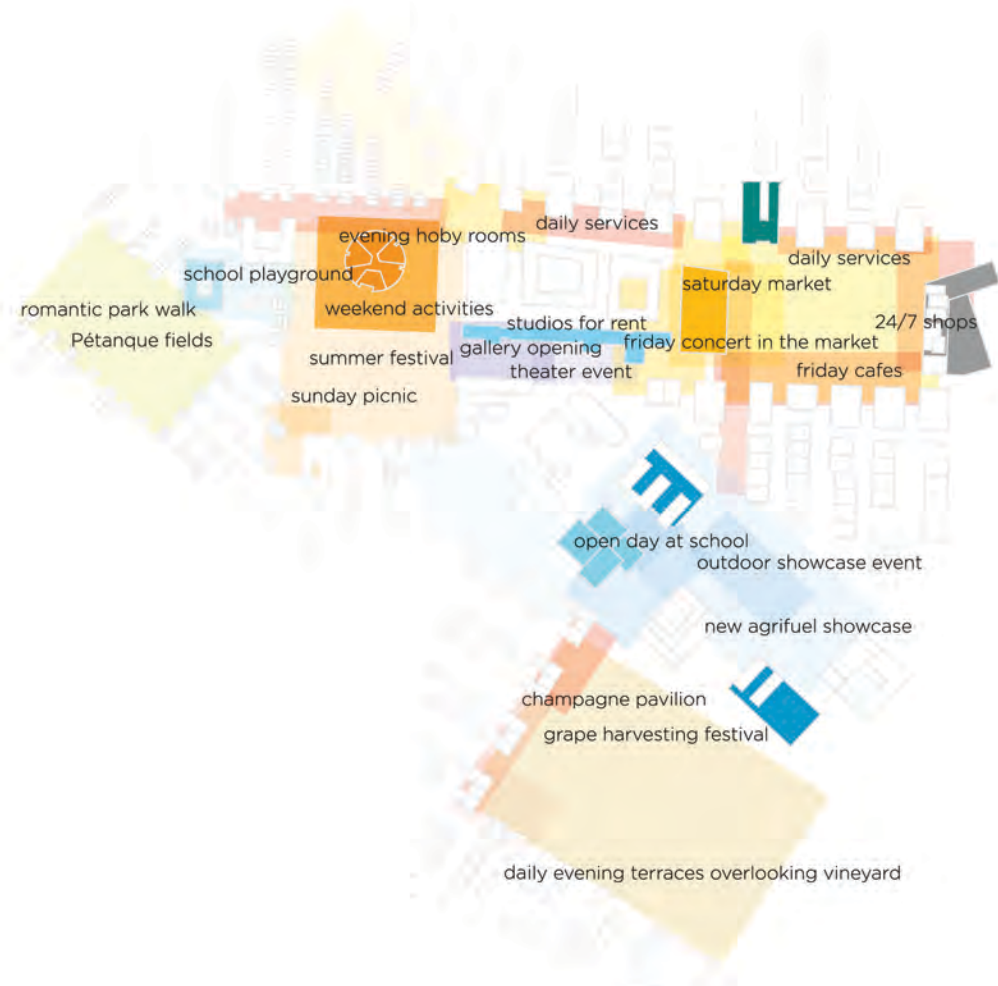 daily services
evening hoby rooms
daily services
school playground
saturday market
romantic park walk
weekend activities
studios for rent
24/7 shops
Pétanque fields
gallery opening
friday concert in the market
summer festival
theater event
friday cafes
sunday picnic
open day at school
outdoor showcase event
new agrifuel showcase
champagne pavilion
grape harvesting festival
daily evening terraces overlooking vineyard